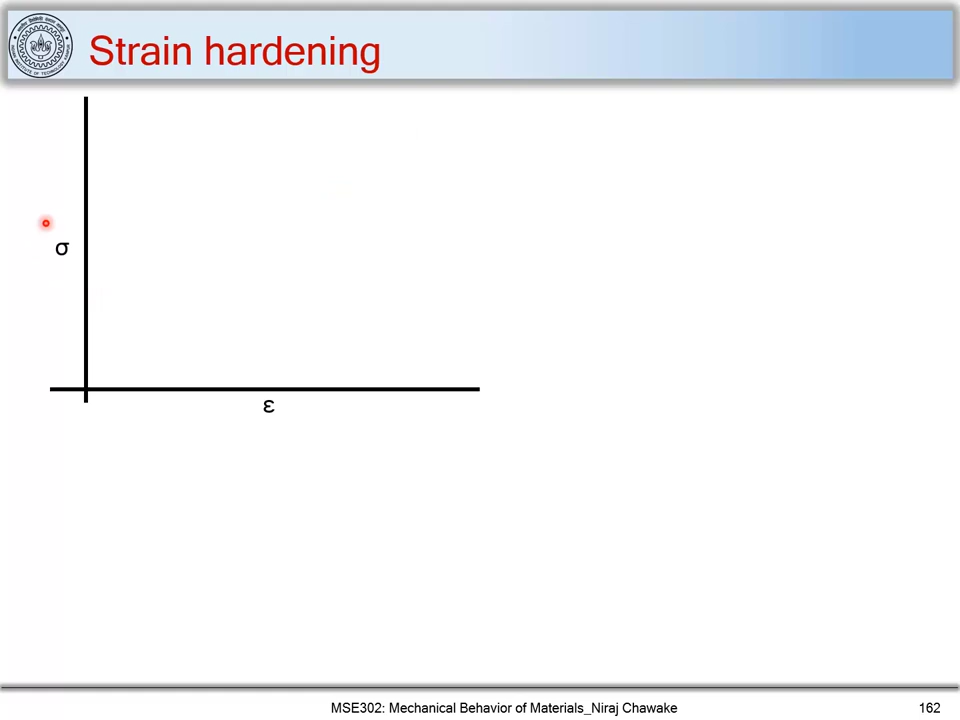 Strain hardening
σ
ε
MSE302: Mechanical Behavior of Materials_Niraj Chawake
162